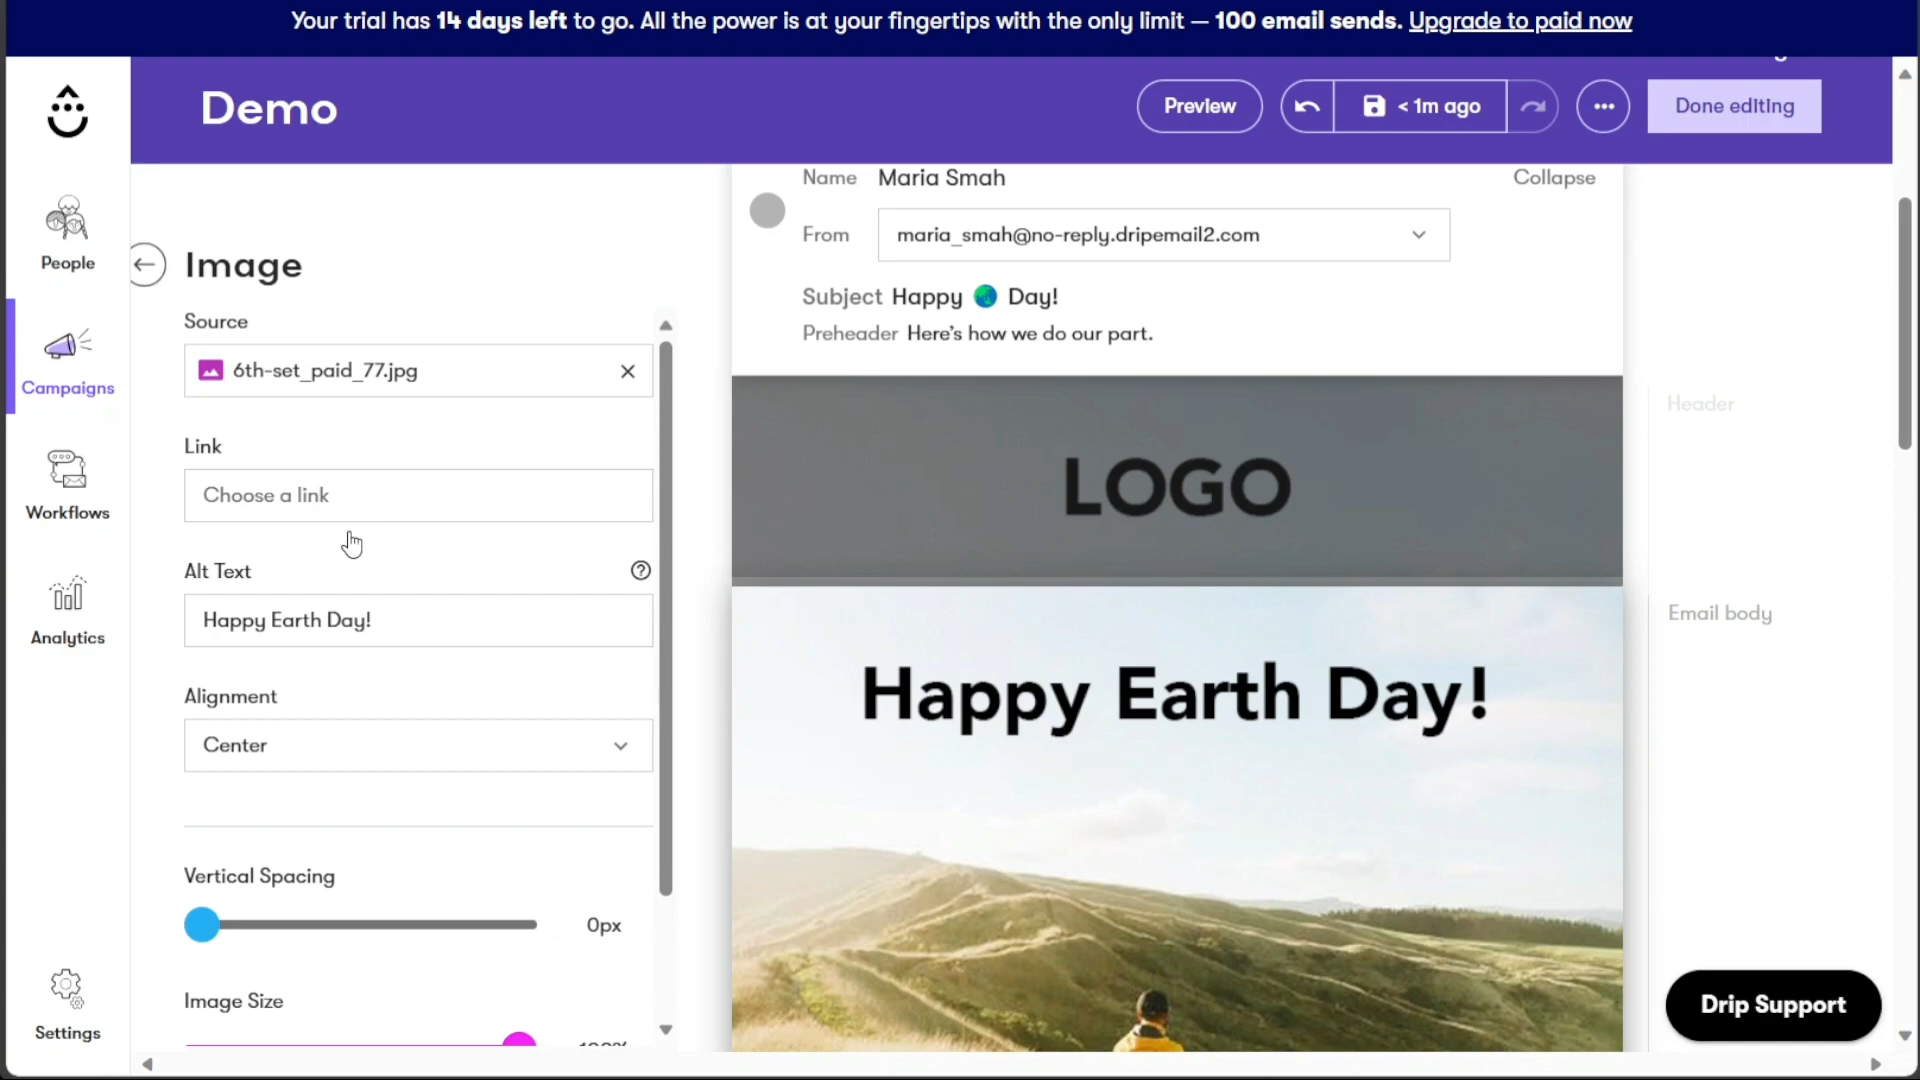 Your trial has 14 days left to go. All the power is at your fingertips with the only limit — 100 email sends. Upgrade to paid now
Demo
Preview
< 1m ago
Done editing
People
Campaigns
Workflows
Analytics
Settings
Image
Source
6th-set_paid_77.jpg
Link
Choose a link
Alt Text
Happy Earth Day!
Alignment
Center
Vertical Spacing
0px
Image Size
Name Maria Smah
Collapse
From maria_smah@no-reply.dripemail2.com
Subject Happy 🌏 Day!
Preheader Here's how we do our part.
LOGO
Happy Earth Day!
Header
Email body
Drip Support